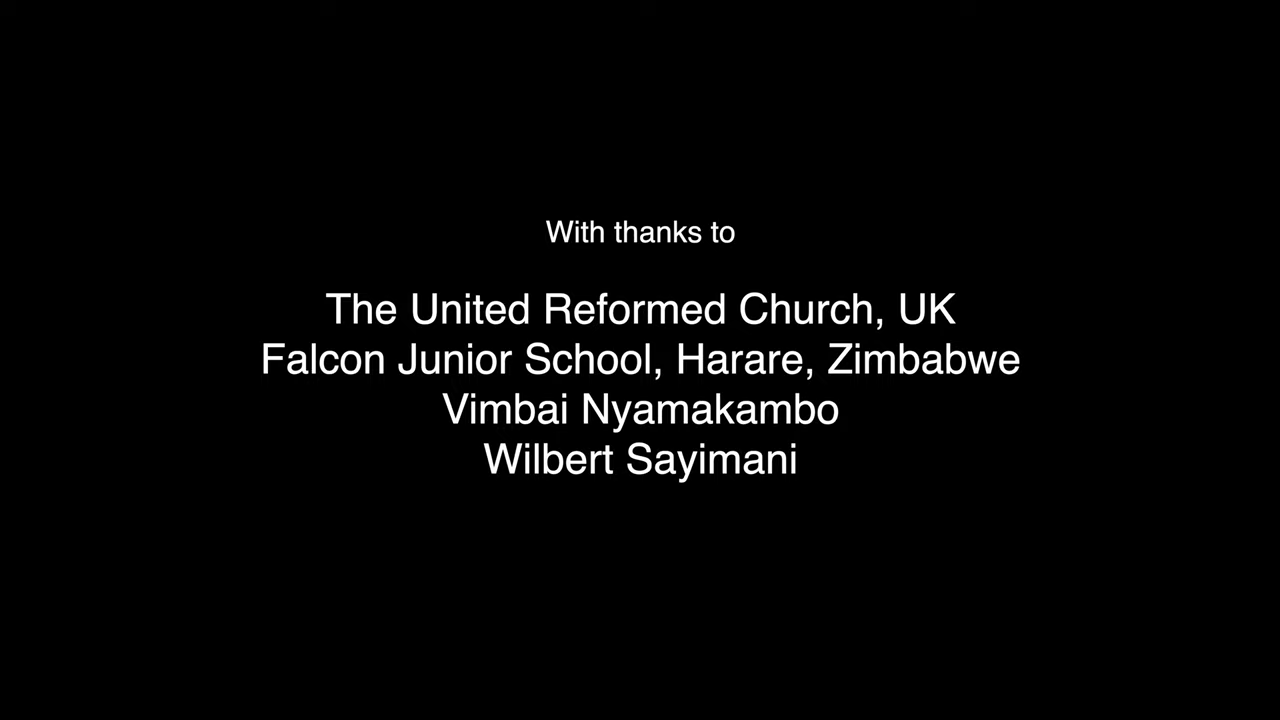 With thanks to
The United Reformed Church, UK
Falcon Junior School, Harare, Zimbabwe
Vimbai Nyamakambo
Wilbert Sayimani